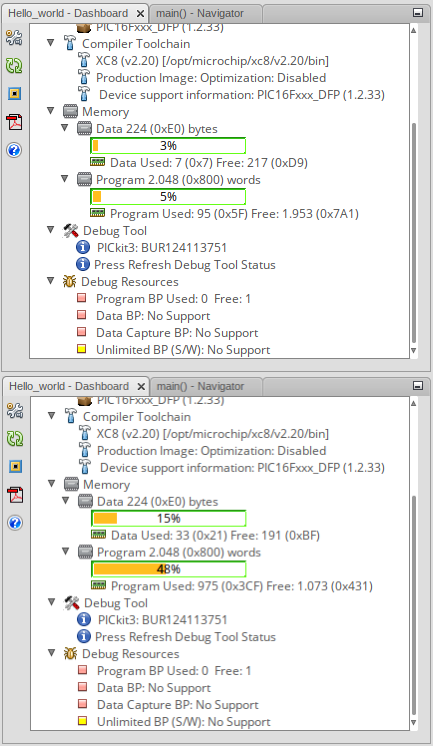 Hello_world - Dashboard × main() - Navigator
PIC16Fxxx_DFP (1.2.33)
Compiler Toolchain
XC8 (v2.20) [/opt/microchip/xc8/v2.20/bin]
Production Image: Optimization: Disabled
Device support information: PIC16Fxxx_DFP (1.2.33)
Memory
Data 224 (0xE0) bytes
3%
Data Used: 7 (0x7) Free: 217 (0xD9)
Program 2.048 (0x800) words
5%
Program Used: 95 (0x5F) Free: 1.953 (0x7A1)
Debug Tool
PICkit3: BUR124113751
Press Refresh Debug Tool Status
Debug Resources
Program BP Used: 0 Free: 1
Data BP: No Support
Data Capture BP: No Support
Unlimited BP (S/W): No Support
Hello_world - Dashboard × main() - Navigator
PIC16Fxxx_DFP (1.2.33)
Compiler Toolchain
XC8 (v2.20) [/opt/microchip/xc8/v2.20/bin]
Production Image: Optimization: Disabled
Device support information: PIC16Fxxx_DFP (1.2.33)
Memory
Data 224 (0xE0) bytes
15%
Data Used: 33 (0x21) Free: 191 (0xBF)
Program 2.048 (0x800) words
48%
Program Used: 975 (0x3CF) Free: 1.073 (0x431)
Debug Tool
PICkit3: BUR124113751
Press Refresh Debug Tool Status
Debug Resources
Program BP Used: 0 Free: 1
Data BP: No Support
Data Capture BP: No Support
Unlimited BP (S/W): No Support